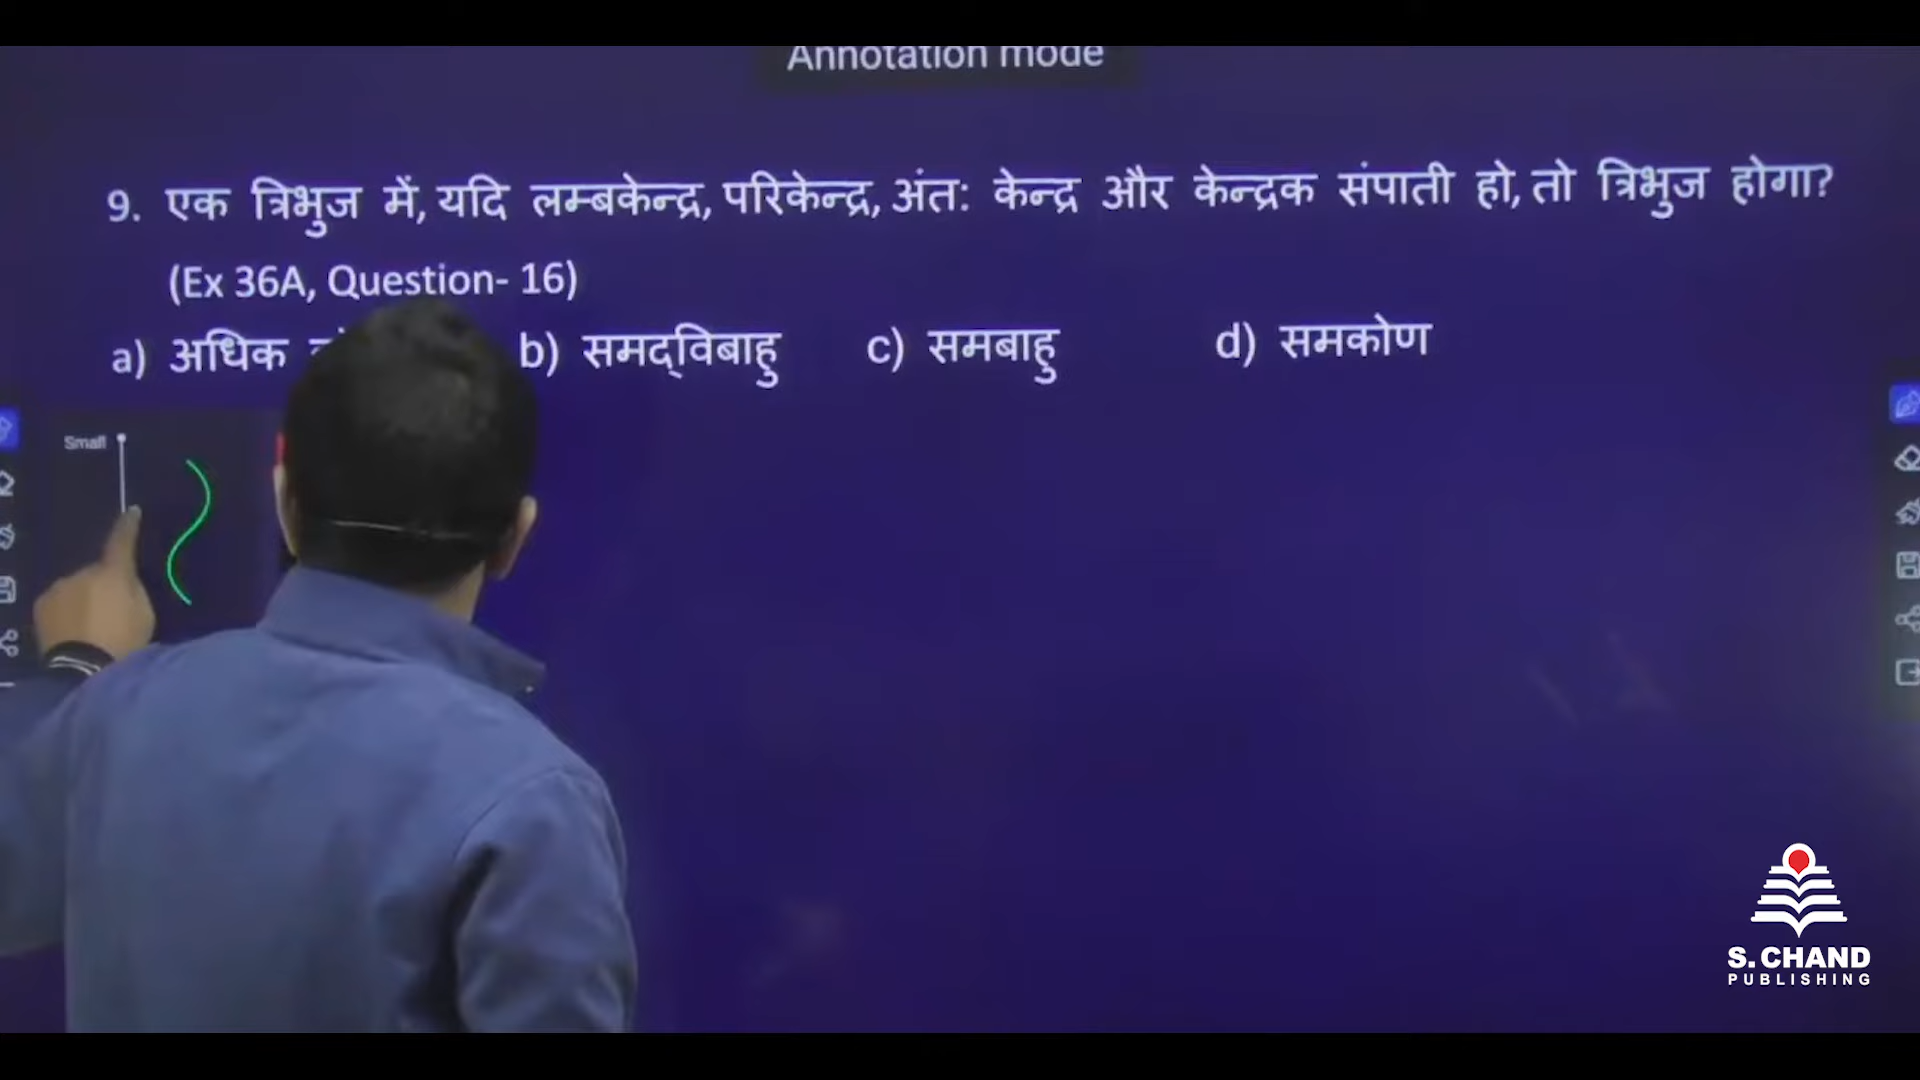 Annotation mode
9. एक त्रिभुज में, यदि लम्बकेन्द्र, परिकेन्द्र, अंत: केन्द्र और केन्द्रक संपाती हो, तो त्रिभुज होगा?
(Ex 36A, Question- 16)
a) अधिक b) समद्विबाहु c) समबाहु d) समकोण
Small
S. CHAND
PUBLISHING